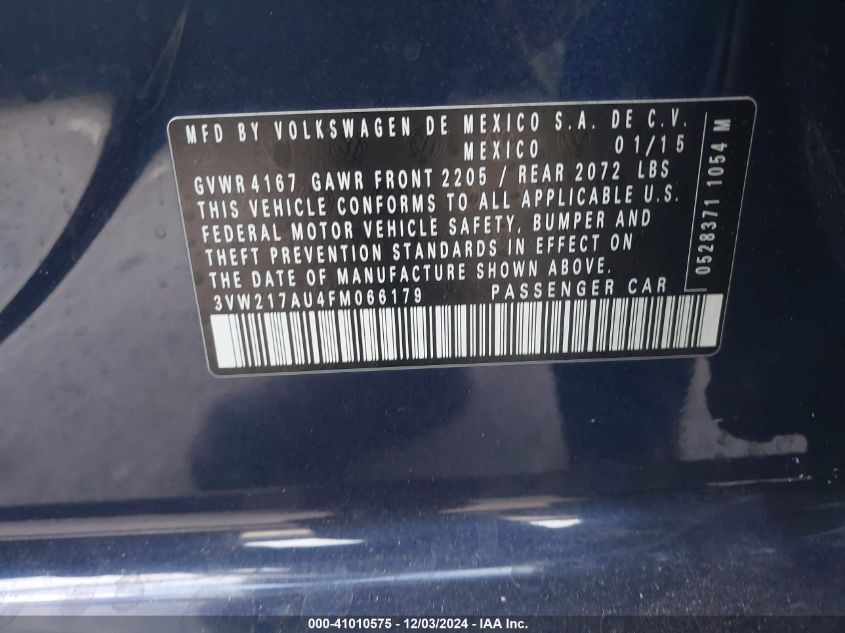 MFD BY VOLKSWAGEN DE MEXICO S.A. DE C.V.
MEXICO 01/15
GVWR 4167 GAWR FRONT 2205 / REAR 2072 LBS
THIS VEHICLE CONFORMS TO ALL APPLICABLE U.S.
FEDERAL MOTOR VEHICLE SAFETY, BUMPER AND
THEFT PREVENTION STANDARDS IN EFFECT ON
THE DATE OF MANUFACTURE SHOWN ABOVE.
3VW217AU4FM066179 PASSENGER CAR
0528371 1054 M
000-41010575 - 12/03/2024 - IAA Inc.